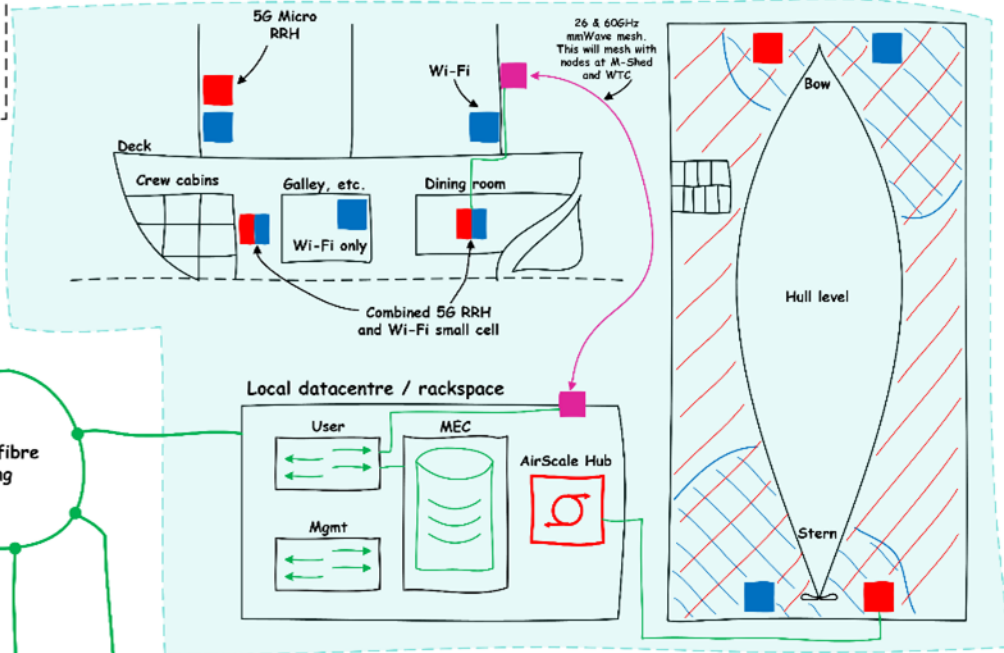 5G Micro
RRH
Wi-Fi
26 & 60GHz
mmWave mesh.
This will mesh with
nodes at M-Shed
and WTC
Deck
Crew cabins
Galley, etc.
Wi-Fi only
Dining room
Combined 5G RRH
and Wi-Fi small cell
Bow
Hull level
Stern
Local datacentre / rackspace
User
MEC
AirScale Hub
Mgmt
fibre